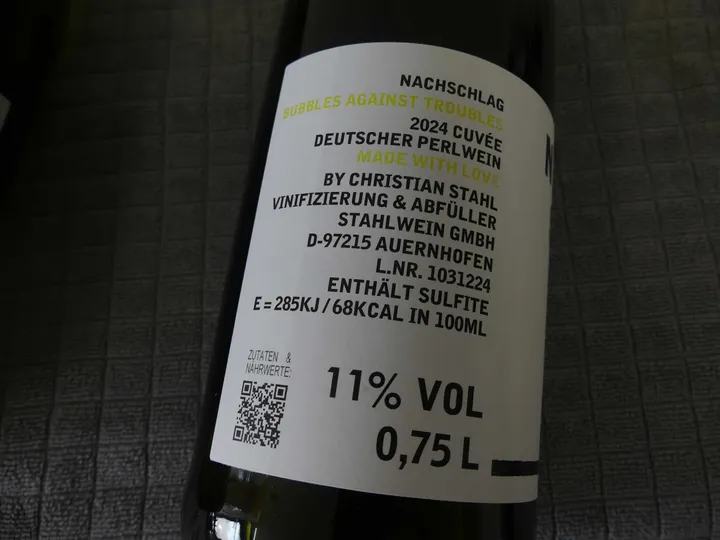 NACHSCHLAG
BUBBLES AGAINST TROUBLES
2024 CUVÉE
DEUTSCHER PERLWEIN
MADE WITH LOVE
BY CHRISTIAN STAHL
VINIFIZIERUNG & ABFÜLLER
STAHLWEIN GMBH
D-97215 AUERNHOFEN
L.NR. 1031224
ENTHÄLT SULFITE
E = 285KJ / 68KCAL IN 100ML
ZUTATEN &
NÄHRWERTE:
11% VOL
0,75 L